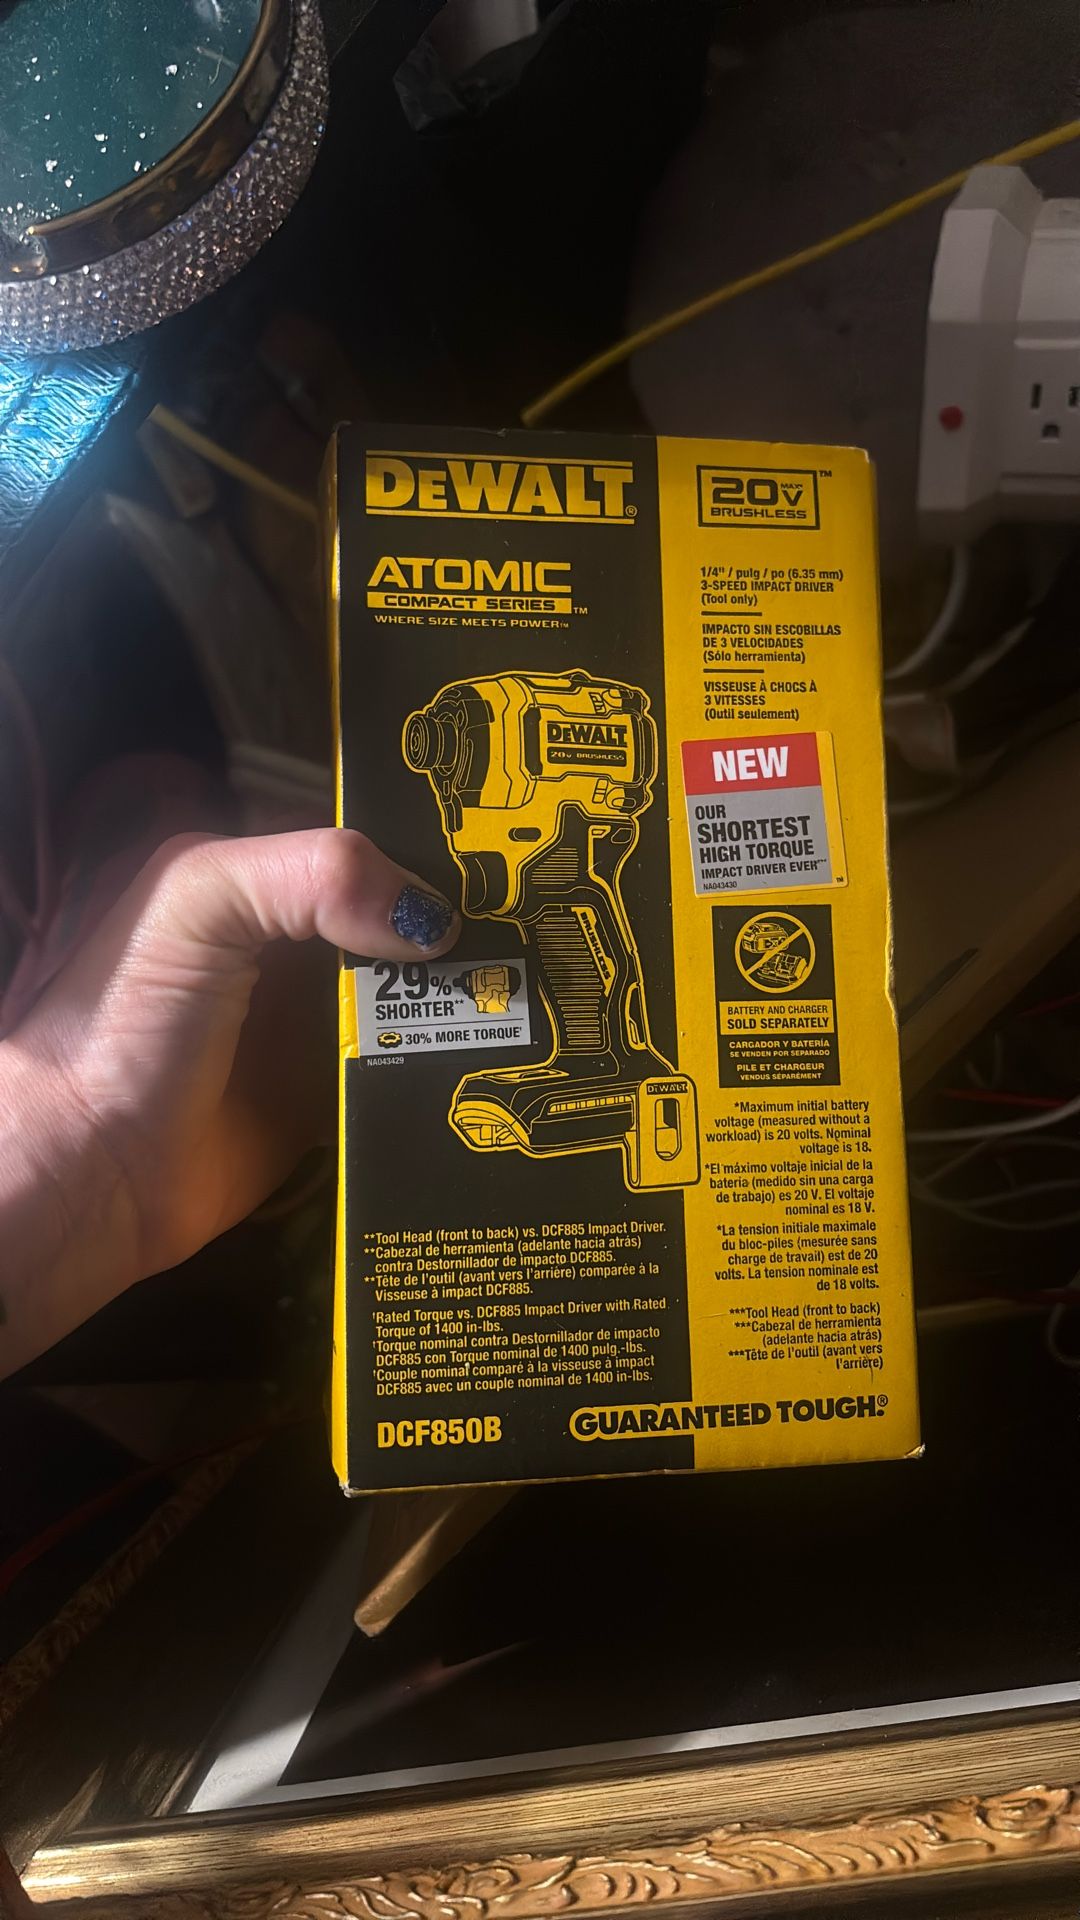 DEWALT®
ATOMIC
COMPACT SERIES™
WHERE SIZE MEETS POWER™
20V MAX*™
BRUSHLESS
1/4" / pulg / po (6.35 mm)
3-SPEED IMPACT DRIVER
(Tool only)
IMPACTO SIN ESCOBILLAS
DE 3 VELOCIDADES
(Sólo herramienta)
VISSEUSE À CHOCS À
3 VITESSES
(Outil seulement)
DEWALT
20V BRUSHLESS
BRUSHLESS
DEWALT
NEW
OUR
SHORTEST
HIGH TORQUE
IMPACT DRIVER EVER***
NA043430
TM
29%
SHORTER**
30% MORE TORQUE†
NA043429
BATTERY AND CHARGER
SOLD SEPARATELY
CARGADOR Y BATERÍA
SE VENDEN POR SEPARADO
PILE ET CHARGEUR
VENDUS SÉPARÉMENT
*Maximum initial battery
voltage (measured without a
workload) is 20 volts. Nominal
voltage is 18.
*El máximo voltaje inicial de la
bateria (medido sin una carga
de trabajo) es 20 V. El voltaje
nominal es 18 V.
*La tension initiale maximale
du bloc-piles (mesurée sans
charge de travail) est de 20
volts. La tension nominale est
de 18 volts.
***Tool Head (front to back)
***Cabezal de herramienta
(adelante hacia atrás)
***Tête de l'outil (avant vers
l'arrière)
**Tool Head (front to back) vs. DCF885 Impact Driver.
**Cabezal de herramienta (adelante hacia atrás)
contra Destornillador de impacto DCF885.
**Tête de l'outil (avant vers l'arrière) comparée à la
Visseuse à impact DCF885.
†Rated Torque vs. DCF885 Impact Driver with Rated
Torque of 1400 in-lbs.
†Torque nominal contra Destornillador de impacto
DCF885 con Torque nominal de 1400 pulg.-lbs.
†Couple nominal comparé à la visseuse à impact
DCF885 avec un couple nominal de 1400 in-lbs.
DCF850B
GUARANTEED TOUGH.®